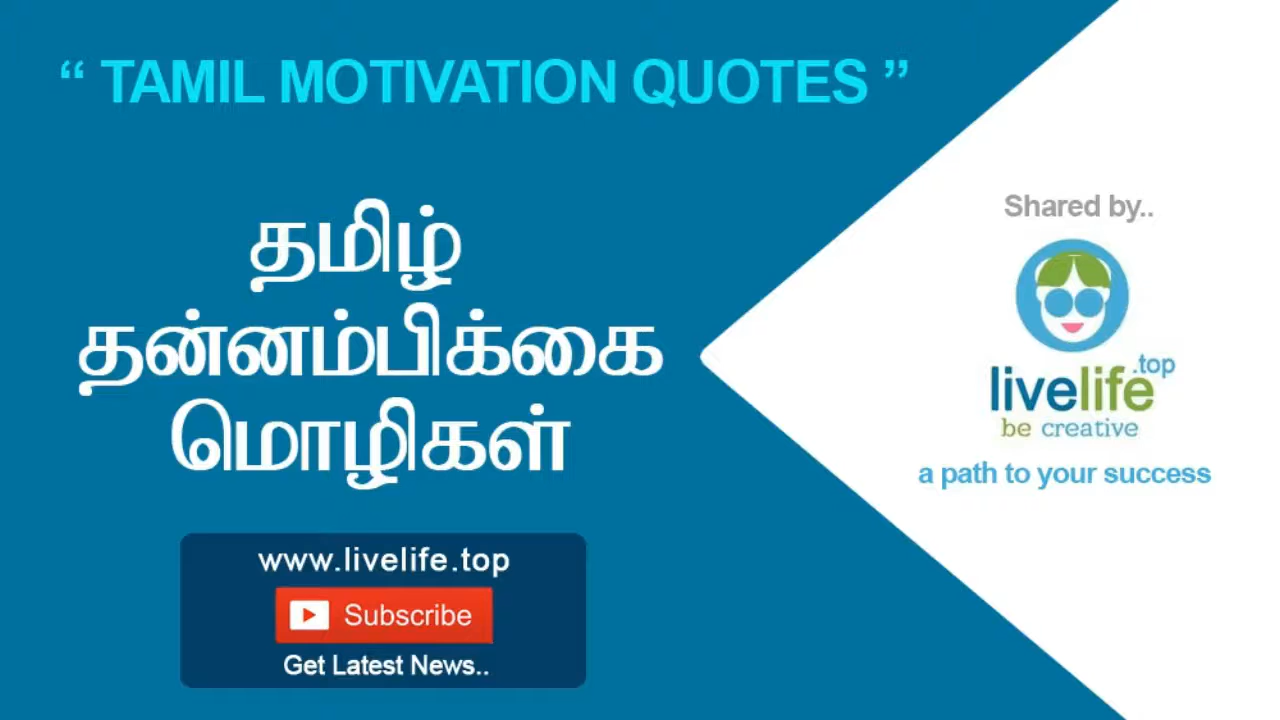 “ TAMIL MOTIVATION QUOTES ”
தமிழ்
தன்னம்பிக்கை
மொழிகள்
www.livelife.top
Subscribe
Get Latest News..
Shared by..
livelife.top
be creative
a path to your success